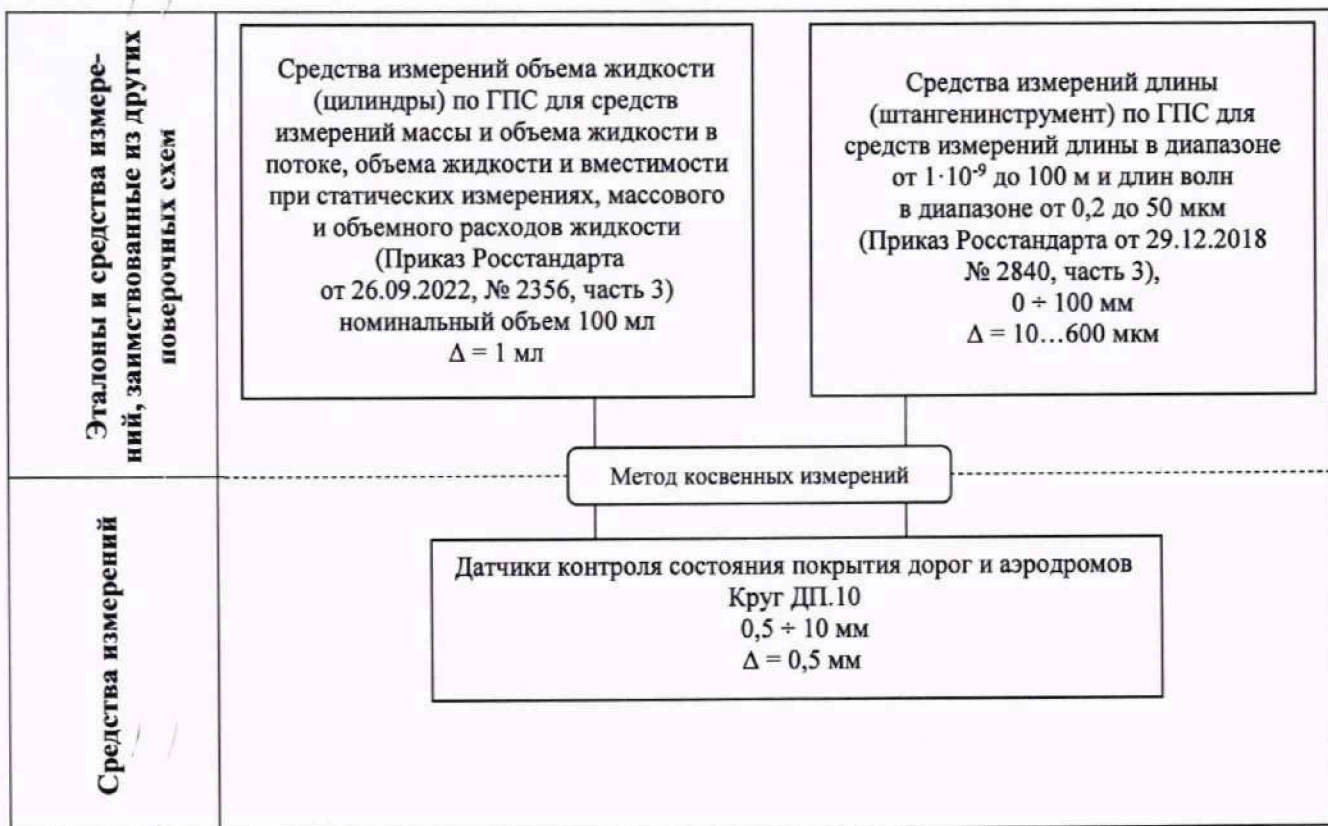 Эталоны и средства измере-
ний, заимствованные из других
поверочных схем
Средства измерений объема жидкости
(цилиндры) по ГПС для средств
измерений массы и объема жидкости в
потоке, объема жидкости и вместимости
при статических измерениях, массового
и объемного расходов жидкости
(Приказ Росстандарта
от 26.09.2022, № 2356, часть 3)
номинальный объем 100 мл
Δ = 1 мл
Средства измерений длины
(штангенинструмент) по ГПС для
средств измерений длины в диапазоне
от 1·10⁻⁹ до 100 м и длин волн
в диапазоне от 0,2 до 50 мкм
(Приказ Росстандарта от 29.12.2018
№ 2840, часть 3),
0 ÷ 100 мм
Δ = 10…600 мкм
Метод косвенных измерений
Средства измерений
Датчики контроля состояния покрытия дорог и аэродромов
Круг ДП.10
0,5 ÷ 10 мм
Δ = 0,5 мм